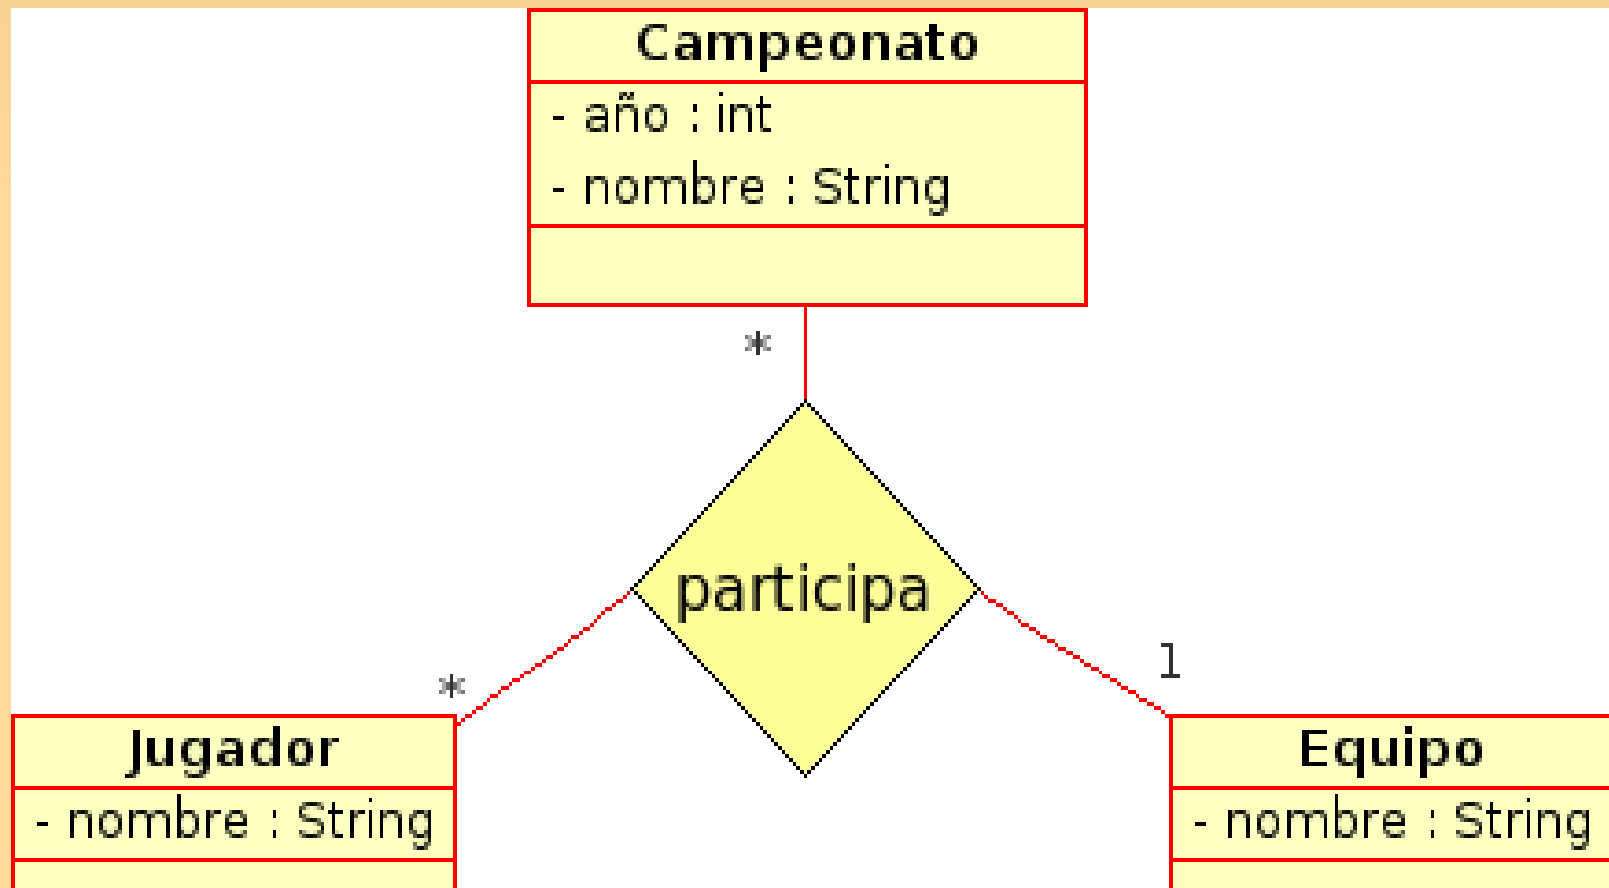 Campeonato
- año : int
- nombre : String
*
participa
*
1
Jugador
- nombre : String
Equipo
- nombre : String